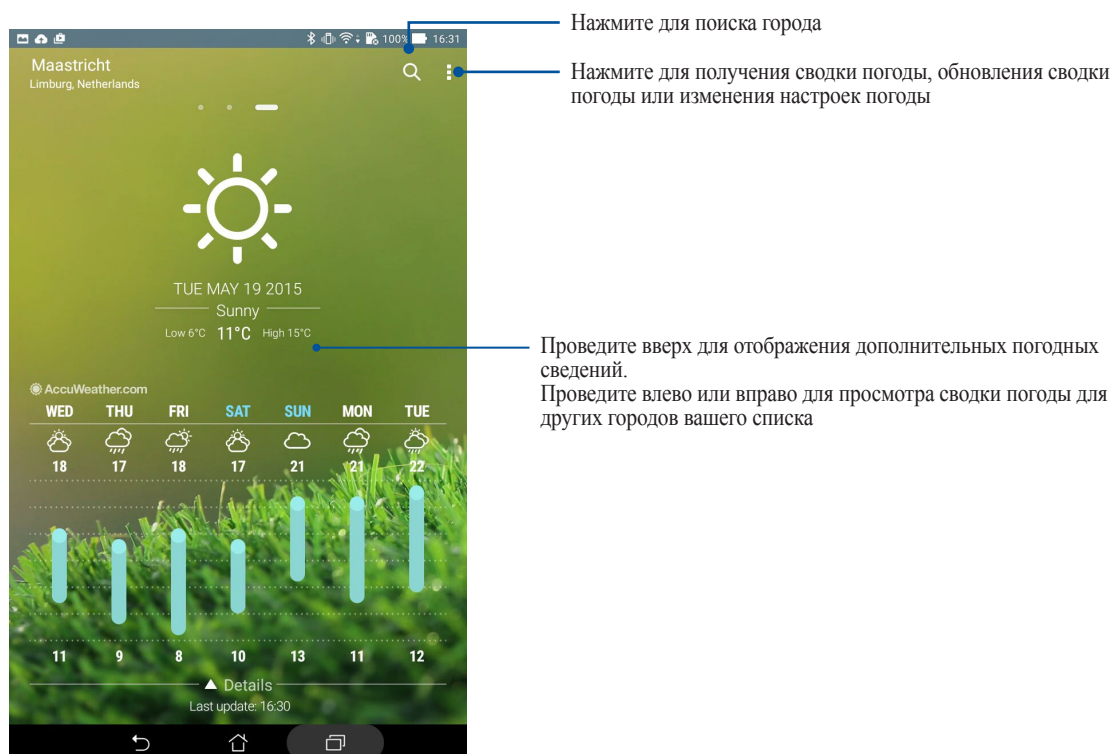 Нажмите для поиска города
100% 16:31
Maastricht
Limburg, Netherlands
Нажмите для получения сводки погоды, обновления сводки
погоды или изменения настроек погоды
TUE MAY 19 2015
Sunny
Low 6°C 11°C High 15°C
Проведите вверх для отображения дополнительных погодных
сведений.
Проведите влево или вправо для просмотра сводки погоды для
других городов вашего списка
AccuWeather.com
WED THU FRI SAT SUN MON TUE
18 17 18 17 21 21 22
11 9 8 10 13 11 12
Details
Last update: 16:30